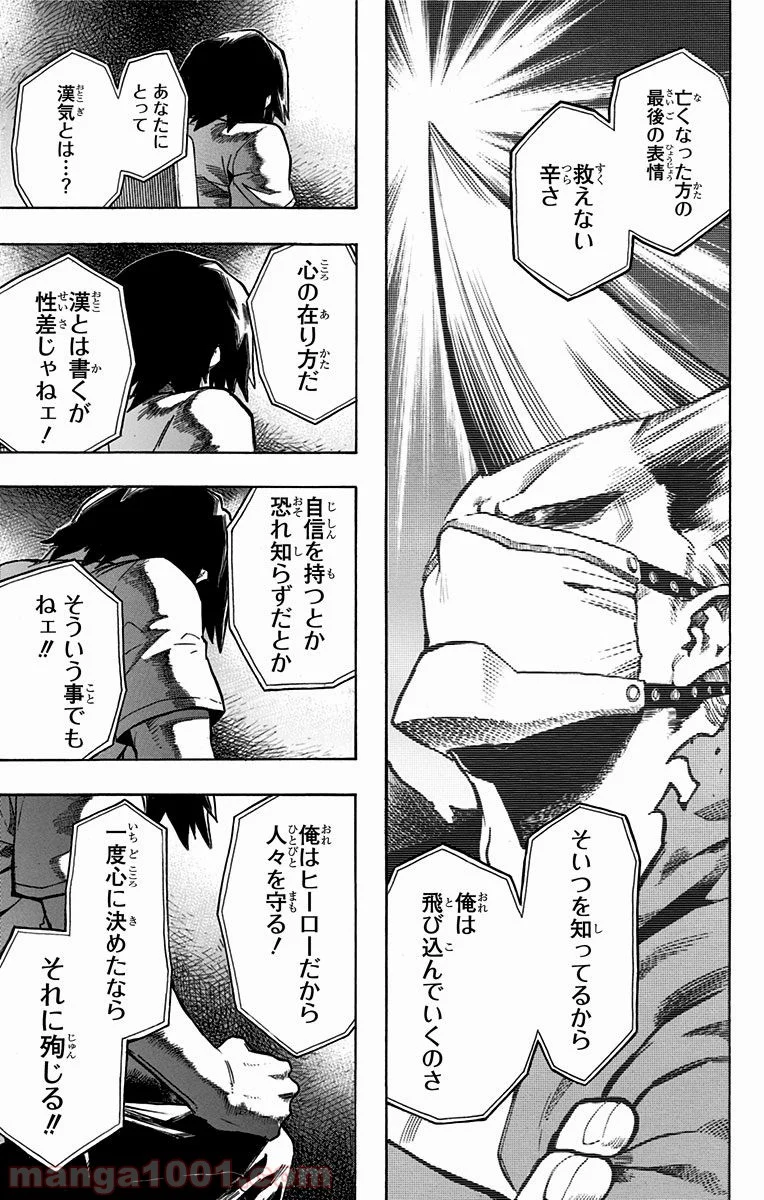 亡くなった方の
最後の表情
救えない
辛さ
そいつを知ってるから
俺は
飛び込んでいくのさ
あなたに
とって
漢気とは…?
心の在り方だ
漢とは書くが
性差じゃねェ!
自信を持つとか
恐れ知らずだとか
そういう事でも
ねェ!!
俺はヒーローだから
人々を守る!
一度心に決めたなら
それに殉じる!!
manga1001.com